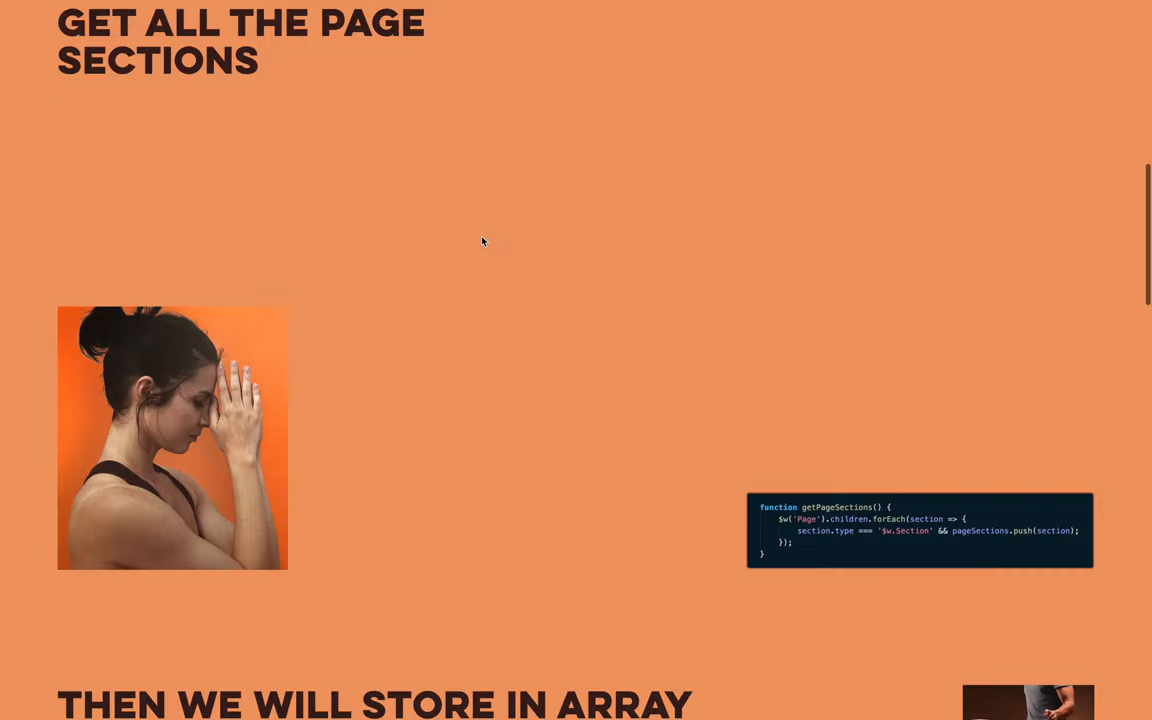 GET ALL THE PAGE
SECTIONS
function getPageSections() {
$w('Page').children.forEach(section => {
section.type === '$w.Section' && pageSections.push(section);
});
}
THEN WE WILL STORE IN ARRAY